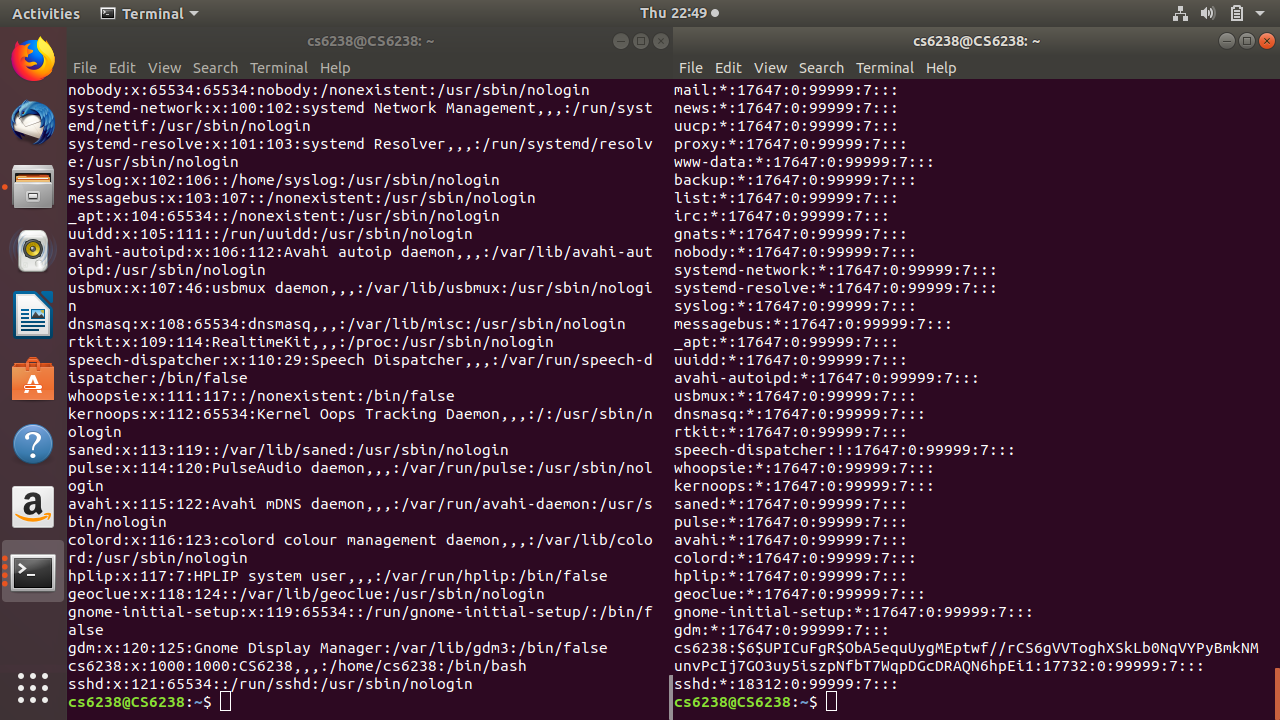 Activities
Terminal
Thu 22:49
cs6238@CS6238: ~
File Edit View Search Terminal Help
nobody:x:65534:65534:nobody:/nonexistent:/usr/sbin/nologin
systemd-network:x:100:102:systemd Network Management,,,:/run/syst
emd/netif:/usr/sbin/nologin
systemd-resolve:x:101:103:systemd Resolver,,,:/run/systemd/resolv
e:/usr/sbin/nologin
syslog:x:102:106::/home/syslog:/usr/sbin/nologin
messagebus:x:103:107::/nonexistent:/usr/sbin/nologin
_apt:x:104:65534::/nonexistent:/usr/sbin/nologin
uuidd:x:105:111::/run/uuidd:/usr/sbin/nologin
avahi-autoipd:x:106:112:Avahi autoip daemon,,,:/var/lib/avahi-aut
oipd:/usr/sbin/nologin
usbmux:x:107:46:usbmux daemon,,,:/var/lib/usbmux:/usr/sbin/nologi
n
dnsmasq:x:108:65534:dnsmasq,,,:/var/lib/misc:/usr/sbin/nologin
rtkit:x:109:114:RealtimeKit,,,:/proc:/usr/sbin/nologin
speech-dispatcher:x:110:29:Speech Dispatcher,,,:/var/run/speech-d
ispatcher:/bin/false
whoopsie:x:111:117::/nonexistent:/bin/false
kernoops:x:112:65534:Kernel Oops Tracking Daemon,,,:/:/usr/sbin/n
ologin
saned:x:113:119::/var/lib/saned:/usr/sbin/nologin
pulse:x:114:120:PulseAudio daemon,,,:/var/run/pulse:/usr/sbin/nol
ogin
avahi:x:115:122:Avahi mDNS daemon,,,:/var/run/avahi-daemon:/usr/s
bin/nologin
colord:x:116:123:colord colour management daemon,,,:/var/lib/colo
rd:/usr/sbin/nologin
hplip:x:117:7:HPLIP system user,,,:/var/run/hplip:/bin/false
geoclue:x:118:124::/var/lib/geoclue:/usr/sbin/nologin
gnome-initial-setup:x:119:65534::/run/gnome-initial-setup/:/bin/f
alse
gdm:x:120:125:Gnome Display Manager:/var/lib/gdm3:/bin/false
cs6238:x:1000:1000:CS6238,,,:/home/cs6238:/bin/bash
sshd:x:121:65534::/run/sshd:/usr/sbin/nologin
cs6238@CS6238:~$
cs6238@CS6238: ~
File Edit View Search Terminal Help
mail:*:17647:0:99999:7:::
news:*:17647:0:99999:7:::
uucp:*:17647:0:99999:7:::
proxy:*:17647:0:99999:7:::
www-data:*:17647:0:99999:7:::
backup:*:17647:0:99999:7:::
list:*:17647:0:99999:7:::
irc:*:17647:0:99999:7:::
gnats:*:17647:0:99999:7:::
nobody:*:17647:0:99999:7:::
systemd-network:*:17647:0:99999:7:::
systemd-resolve:*:17647:0:99999:7:::
syslog:*:17647:0:99999:7:::
messagebus:*:17647:0:99999:7:::
_apt:*:17647:0:99999:7:::
uuidd:*:17647:0:99999:7:::
avahi-autoipd:*:17647:0:99999:7:::
usbmux:*:17647:0:99999:7:::
dnsmasq:*:17647:0:99999:7:::
rtkit:*:17647:0:99999:7:::
speech-dispatcher:!:17647:0:99999:7:::
whoopsie:*:17647:0:99999:7:::
kernoops:*:17647:0:99999:7:::
saned:*:17647:0:99999:7:::
pulse:*:17647:0:99999:7:::
avahi:*:17647:0:99999:7:::
colord:*:17647:0:99999:7:::
hplip:*:17647:0:99999:7:::
geoclue:*:17647:0:99999:7:::
gnome-initial-setup:*:17647:0:99999:7:::
gdm:*:17647:0:99999:7:::
cs6238:$6$UPICuFgR$ObA5equUygMEptwf//rCS6gVVToghXSkLb0NqVYPyBmkNM
unvPcIj7GO3uy5iszpNfbT7WqpDGcDRAQN6hpEi1:17732:0:99999:7:::
sshd:*:18312:0:99999:7:::
cs6238@CS6238:~$